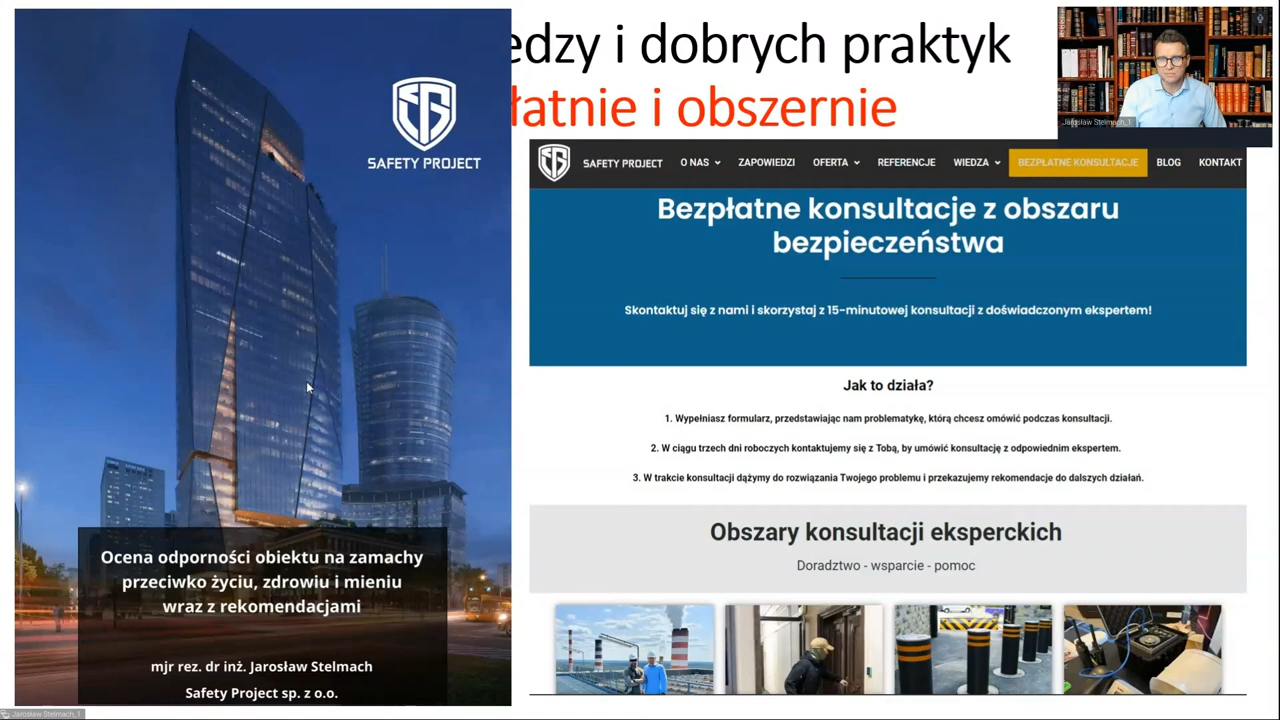 edzy i dobrych praktyk
łatnie i obszernie
SAFETY PROJECT
Ocena odporności obiektu na zamachy
przeciwko życiu, zdrowiu i mieniu
wraz z rekomendacjami
mjr rez. dr inż. Jarosław Stelmach
Safety Project sp. z o.o.
Jarosław Stelmach_1
SAFETY PROJECT O NAS ZAPOWIEDZI OFERTA REFERENCJE WIEDZA BEZPŁATNE KONSULTACJE BLOG KONTAKT
Bezpłatne konsultacje z obszaru
bezpieczeństwa
Skontaktuj się z nami i skorzystaj z 15-minutowej konsultacji z doświadczonym ekspertem!
Jak to działa?
1. Wypełniasz formularz, przedstawiając nam problematykę, którą chcesz omówić podczas konsultacji.
2. W ciągu trzech dni roboczych kontaktujemy się z Tobą, by umówić konsultację z odpowiednim ekspertem.
3. W trakcie konsultacji dążymy do rozwiązania Twojego problemu i przekazujemy rekomendacje do dalszych działań.
Obszary konsultacji eksperckich
Doradztwo - wsparcie - pomoc
Jarosław Stelmach_1